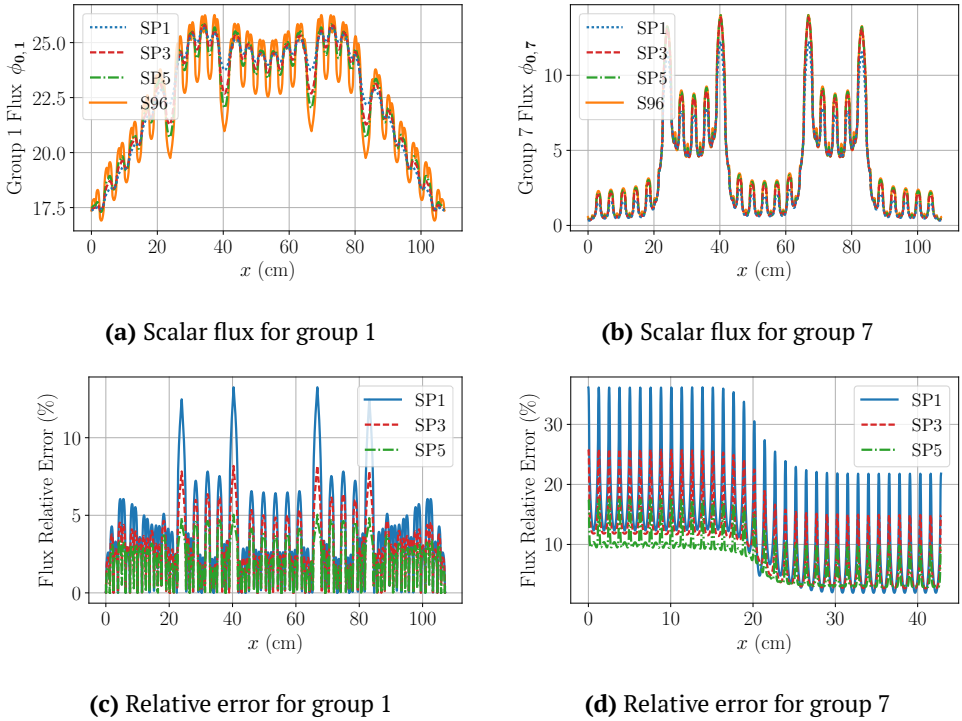 SP1
SP3
SP5
S96
Group 1 Flux ϕ0,1
25.0
22.5
20.0
17.5
0 20 40 60 80 100
x (cm)
(a) Scalar flux for group 1
SP1
SP3
SP5
S96
Group 7 Flux ϕ0,7
10
5
0
0 20 40 60 80 100
x (cm)
(b) Scalar flux for group 7
SP1
SP3
SP5
Flux Relative Error (%)
10
5
0
0 20 40 60 80 100
x (cm)
(c) Relative error for group 1
SP1
SP3
SP5
Flux Relative Error (%)
30
20
10
0 10 20 30 40
x (cm)
(d) Relative error for group 7